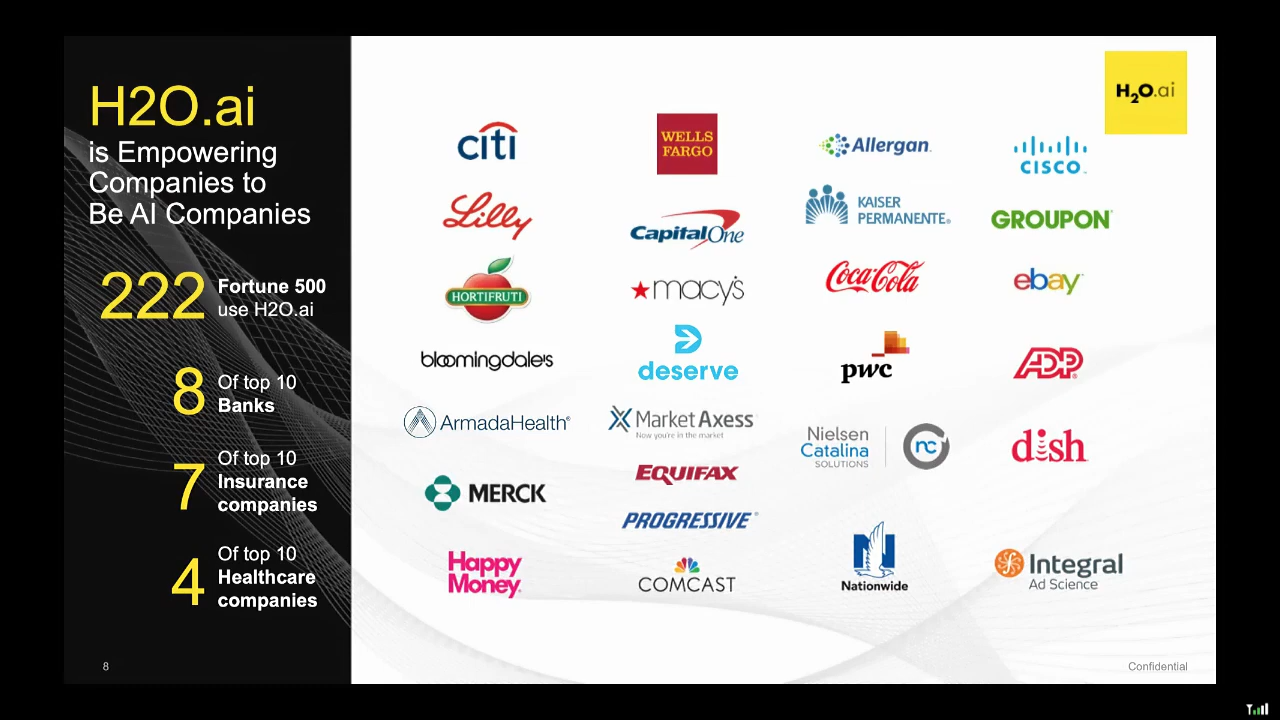 H2O.ai
is Empowering
Companies to
Be AI Companies
222
Fortune 500
use H2O.ai
8
Of top 10
Banks
7
Of top 10
Insurance
companies
4
Of top 10
Healthcare
companies
8
H2O.ai
citi
WELLS
FARGO
Allergan
CISCO
Lilly
Capital One
KAISER
PERMANENTE®
GROUPON
HORTIFRUTI
macy's
Coca-Cola
ebay
bloomingdale's
deserve
pwc
ADP
ArmadaHealth®
MarketAxess
Now you're in the market
Nielsen
Catalina
SOLUTIONS
nc
dish
MERCK
EQUIFAX
PROGRESSIVE®
Happy
Money
COMCAST
Nationwide
Integral
Ad Science
Confidential